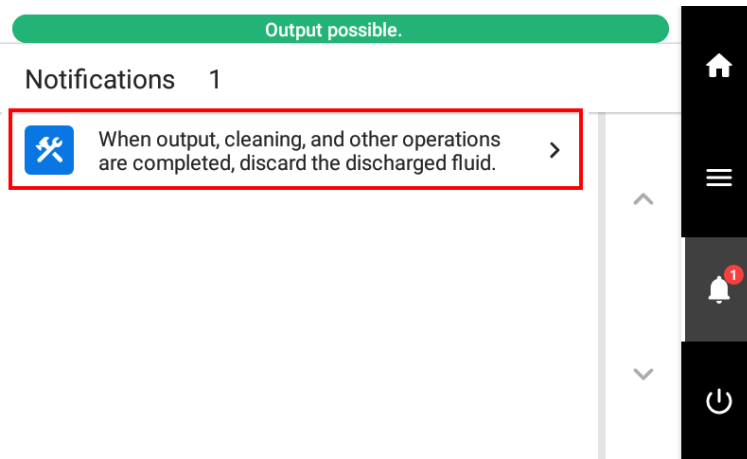 Output possible.
Notifications 1
When output, cleaning, and other operations
are completed, discard the discharged fluid.
1